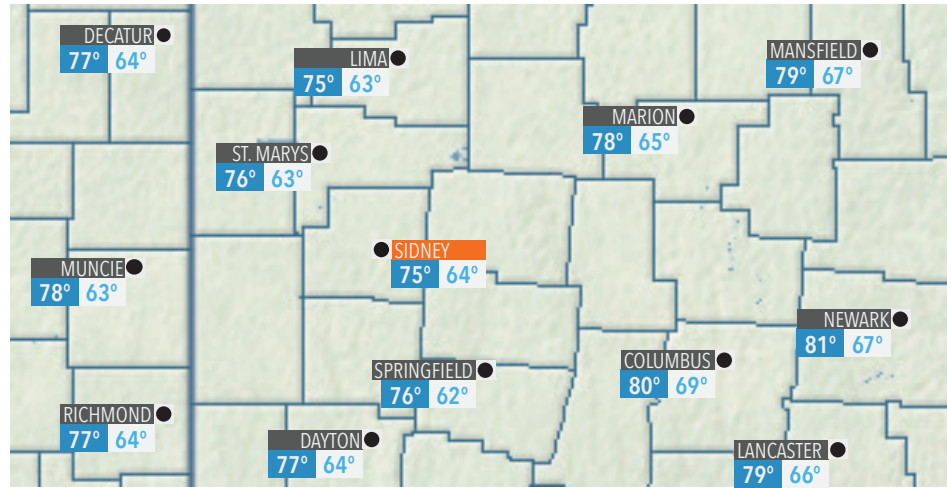 DECATUR
77° 64°
LIMA
75° 63°
MANSFIELD
79° 67°
MARION
78° 65°
ST. MARYS
76° 63°
SIDNEY
75° 64°
MUNCIE
78° 63°
NEWARK
81° 67°
COLUMBUS
80° 69°
SPRINGFIELD
76° 62°
RICHMOND
77° 64°
DAYTON
77° 64°
LANCASTER
79° 66°